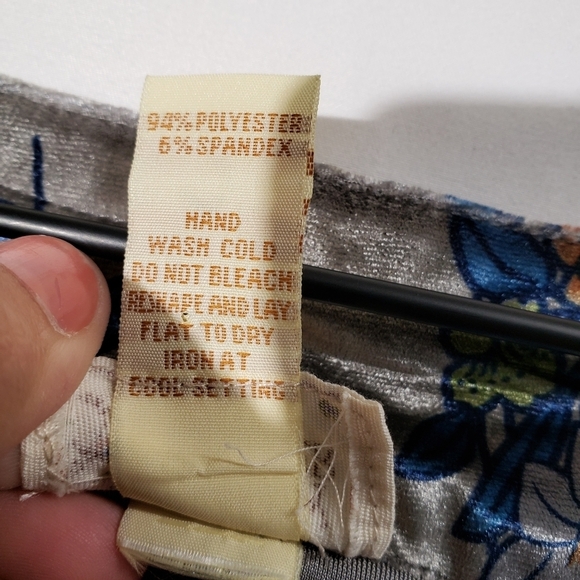 94% POLYESTER
6% SPANDEX
HAND
WASH COLD
DO NOT BLEACH
RESHAPE AND LAY
FLAT TO DRY
IRON AT
COOL SETTING